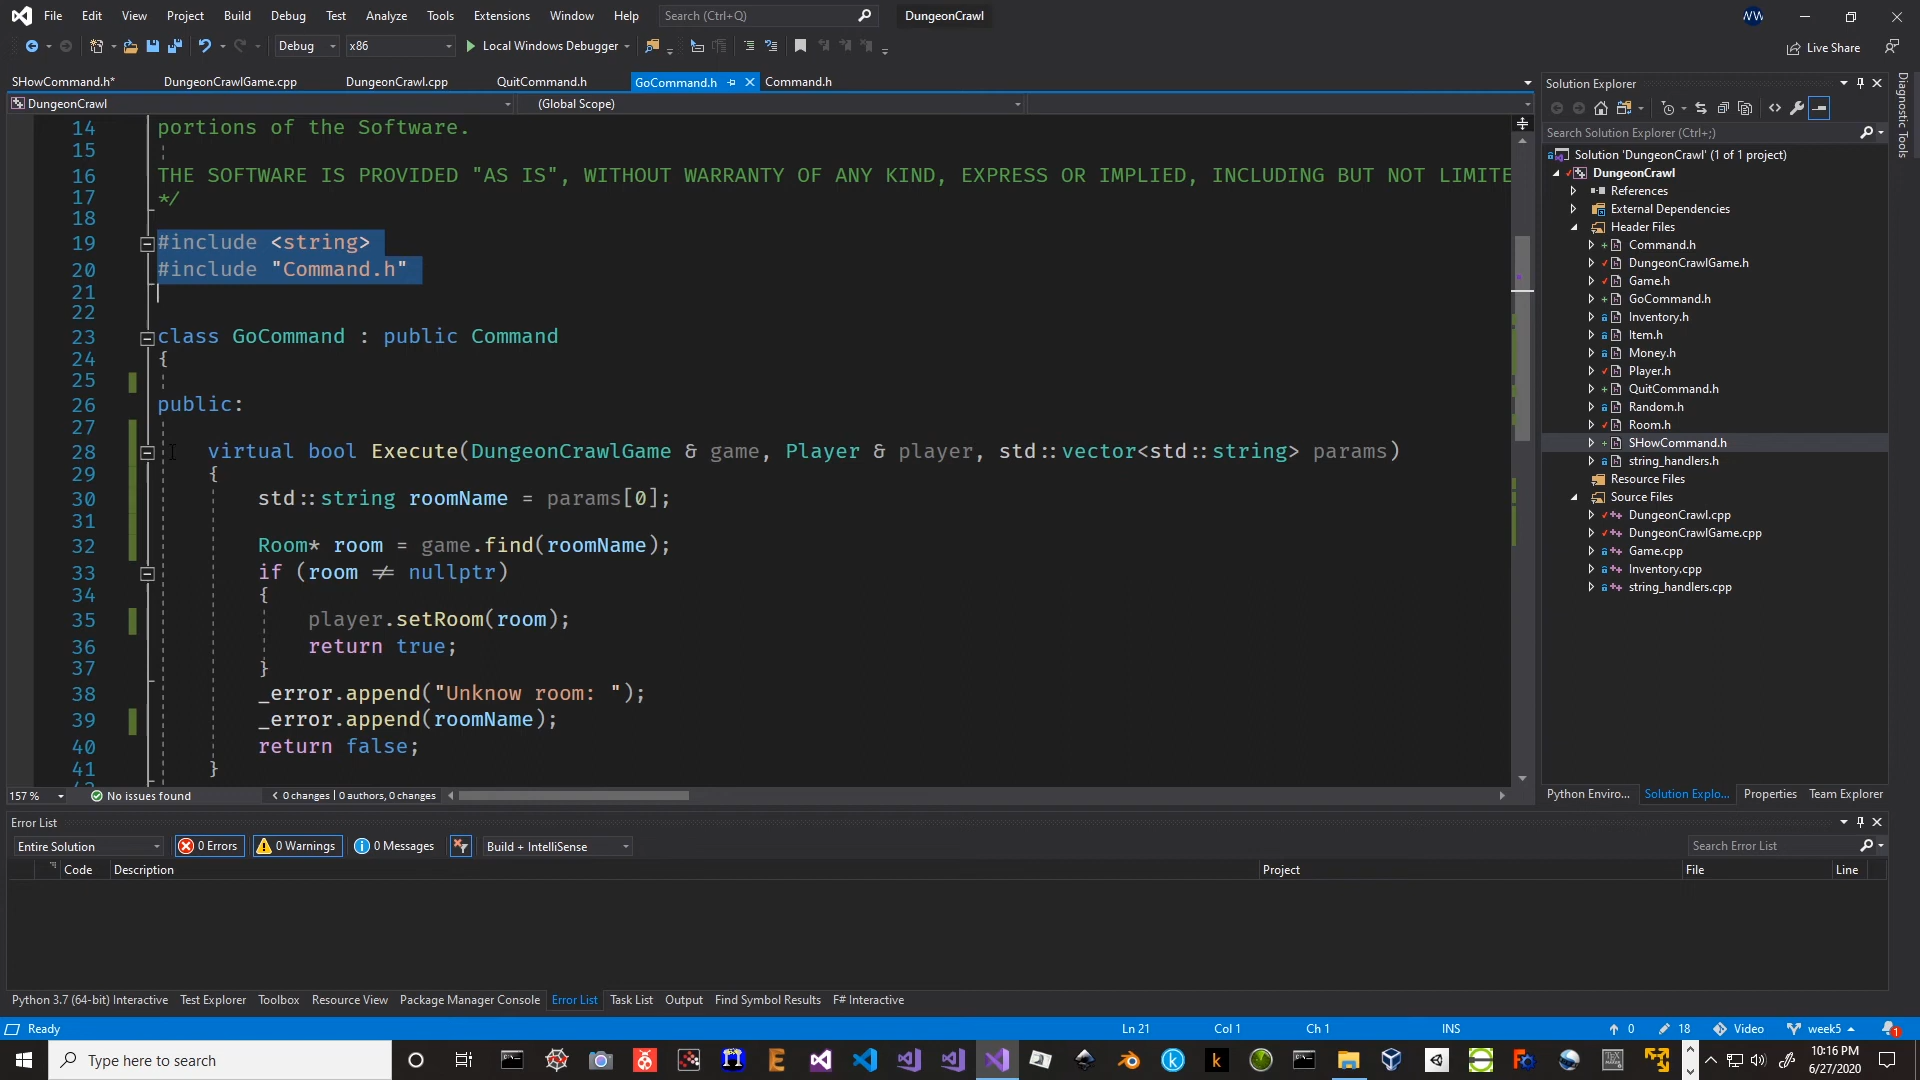 File Edit View Project Build Debug Test Analyze Tools Extensions Window Help Search (Ctrl+Q) DungeonCrawl
Debug x86 Local Windows Debugger Live Share
SHowCommand.h* DungeonCrawlGame.cpp DungeonCrawl.cpp QuitCommand.h GoCommand.h Command.h
DungeonCrawl (Global Scope)
14 portions of the Software.
15
16 THE SOFTWARE IS PROVIDED "AS IS", WITHOUT WARRANTY OF ANY KIND, EXPRESS OR IMPLIED, INCLUDING BUT NOT LIMITE
17 */
18
19 #include <string>
20 #include "Command.h"
21
22
23 class GoCommand : public Command
24 {
25
26 public:
27
28 virtual bool Execute(DungeonCrawlGame & game, Player & player, std::vector<std::string> params)
29 {
30 std::string roomName = params[0];
31
32 Room* room = game.find(roomName);
33 if (room ≠ nullptr)
34 {
35 player.setRoom(room);
36 return true;
37 }
38 _error.append("Unknow room: ");
39 _error.append(roomName);
40 return false;
41 }
157 % No issues found 0 changes | 0 authors, 0 changes
Solution Explorer
Search Solution Explorer (Ctrl+;)
Solution 'DungeonCrawl' (1 of 1 project)
DungeonCrawl
References
External Dependencies
Header Files
Command.h
DungeonCrawlGame.h
Game.h
GoCommand.h
Inventory.h
Item.h
Money.h
Player.h
QuitCommand.h
Random.h
Room.h
SHowCommand.h
string_handlers.h
Resource Files
Source Files
DungeonCrawl.cpp
DungeonCrawlGame.cpp
Game.cpp
Inventory.cpp
string_handlers.cpp
Python Enviro... Solution Explo... Properties Team Explorer
Diagnostic Tools
Error List
Entire Solution 0 Errors 0 Warnings 0 Messages Build + IntelliSense Search Error List
Code Description Project File Line
Python 3.7 (64-bit) Interactive Test Explorer Toolbox Resource View Package Manager Console Error List Task List Output Find Symbol Results F# Interactive
Ready Ln 21 Col 1 Ch 1 INS 0 18 Video week5 1
Type here to search 10:16 PM
6/27/2020